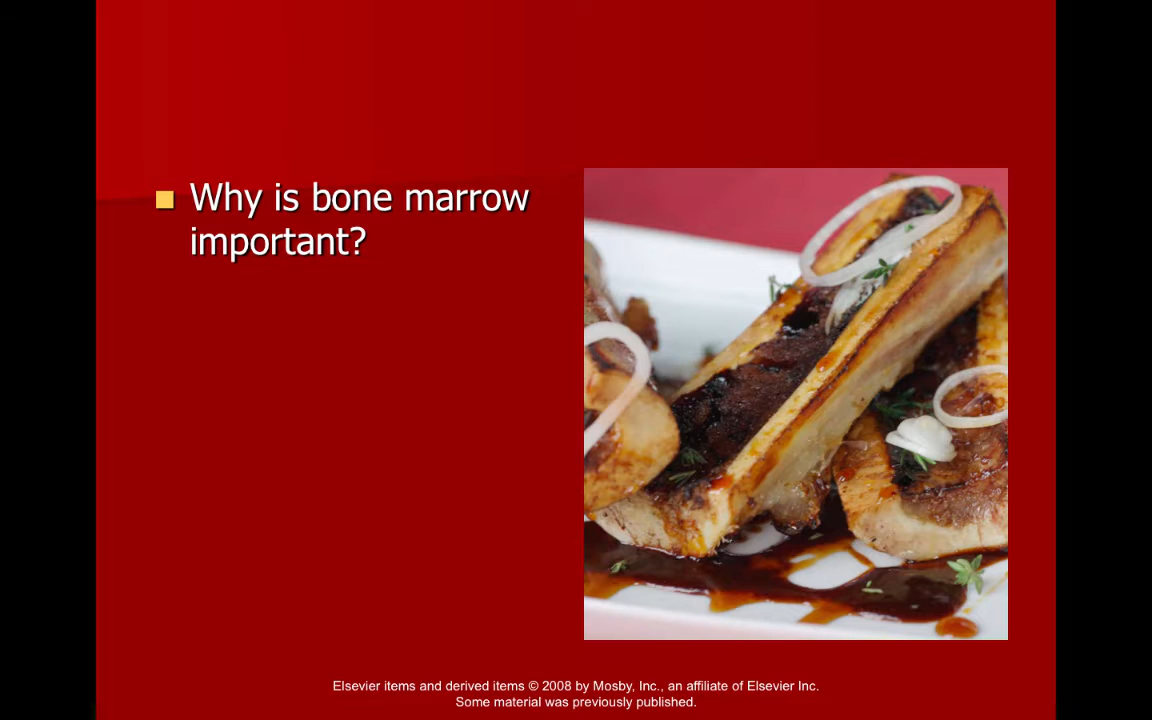 Why is bone marrow
important?
Elsevier items and derived items © 2008 by Mosby, Inc., an affiliate of Elsevier Inc.
Some material was previously published.